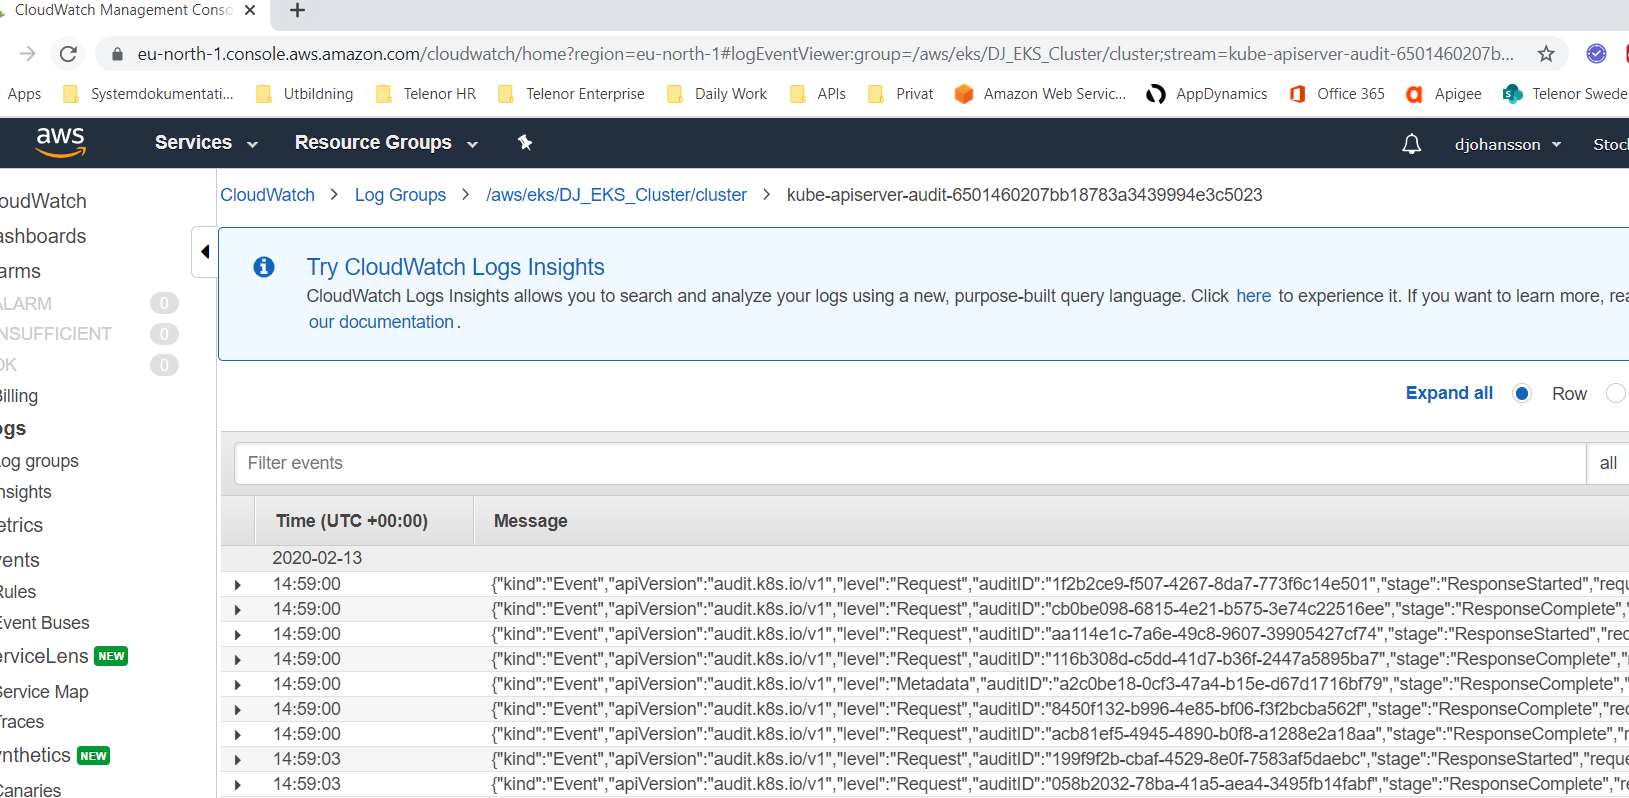 CloudWatch Management Conso
eu-north-1.console.aws.amazon.com/cloudwatch/home?region=eu-north-1#logEventViewer:group=/aws/eks/DJ_EKS_Cluster/cluster;stream=kube-apiserver-audit-6501460207b...
Apps Systemdokumentati... Utbildning Telenor HR Telenor Enterprise Daily Work APIs Privat Amazon Web Servic... AppDynamics Office 365 Apigee Telenor Swede
aws Services Resource Groups djohansson Stoc
CloudWatch > Log Groups > /aws/eks/DJ_EKS_Cluster/cluster > kube-apiserver-audit-6501460207bb18783a3439994e3c5023
oudWatch
ashboards
arms
ALARM 0
NSUFFICIENT 0
OK 0
Billing
ogs
Log groups
nsights
etrics
vents
Rules
Event Buses
erviceLens NEW
Service Map
Traces
ynthetics NEW
Canaries
Try CloudWatch Logs Insights
CloudWatch Logs Insights allows you to search and analyze your logs using a new, purpose-built query language. Click here to experience it. If you want to learn more, rea
our documentation.
Expand all Row
Filter events all
Time (UTC +00:00) Message
2020-02-13
14:59:00 {"kind":"Event","apiVersion":"audit.k8s.io/v1","level":"Request","auditID":"1f2b2ce9-f507-4267-8da7-773f6c14e501","stage":"ResponseStarted","requ
14:59:00 {"kind":"Event","apiVersion":"audit.k8s.io/v1","level":"Request","auditID":"cb0be098-6815-4e21-b575-3e74c22516ee","stage":"ResponseComplete","
14:59:00 {"kind":"Event","apiVersion":"audit.k8s.io/v1","level":"Request","auditID":"aa114e1c-7a6e-49c8-9607-39905427cf74","stage":"ResponseStarted","rec
14:59:00 {"kind":"Event","apiVersion":"audit.k8s.io/v1","level":"Request","auditID":"116b308d-c5dd-41d7-b36f-2447a5895ba7","stage":"ResponseComplete","r
14:59:00 {"kind":"Event","apiVersion":"audit.k8s.io/v1","level":"Metadata","auditID":"a2c0be18-0cf3-47a4-b15e-d67d1716bf79","stage":"ResponseComplete","
14:59:00 {"kind":"Event","apiVersion":"audit.k8s.io/v1","level":"Request","auditID":"8450f132-b996-4e85-bf06-f3f2bcba562f","stage":"ResponseComplete","rec
14:59:00 {"kind":"Event","apiVersion":"audit.k8s.io/v1","level":"Request","auditID":"acb81ef5-4945-4890-b0f8-a1288e2a18aa","stage":"ResponseComplete","r
14:59:03 {"kind":"Event","apiVersion":"audit.k8s.io/v1","level":"Request","auditID":"199f9f2b-cbaf-4529-8e0f-7583af5daebc","stage":"ResponseStarted","reque
14:59:03 {"kind":"Event","apiVersion":"audit.k8s.io/v1","level":"Request","auditID":"058b2032-78ba-41a5-aea4-3495fb14fabf","stage":"ResponseComplete","r